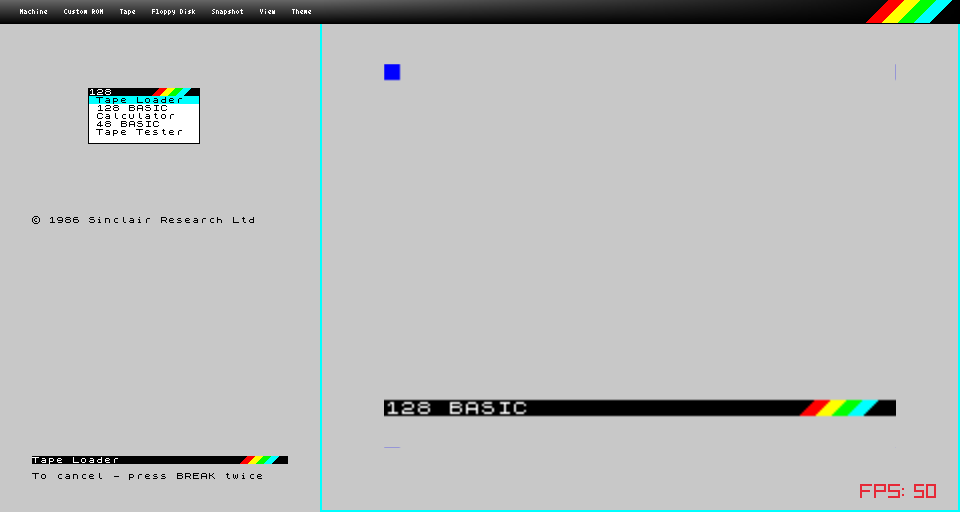 Machine Custom ROM Tape Floppy Disk Snapshot View Theme
128
Tape Loader
128 BASIC
Calculator
48 BASIC
Tape Tester
© 1986 Sinclair Research Ltd
128 BASIC
Tape Loader
To cancel - press BREAK twice
FPS: 50